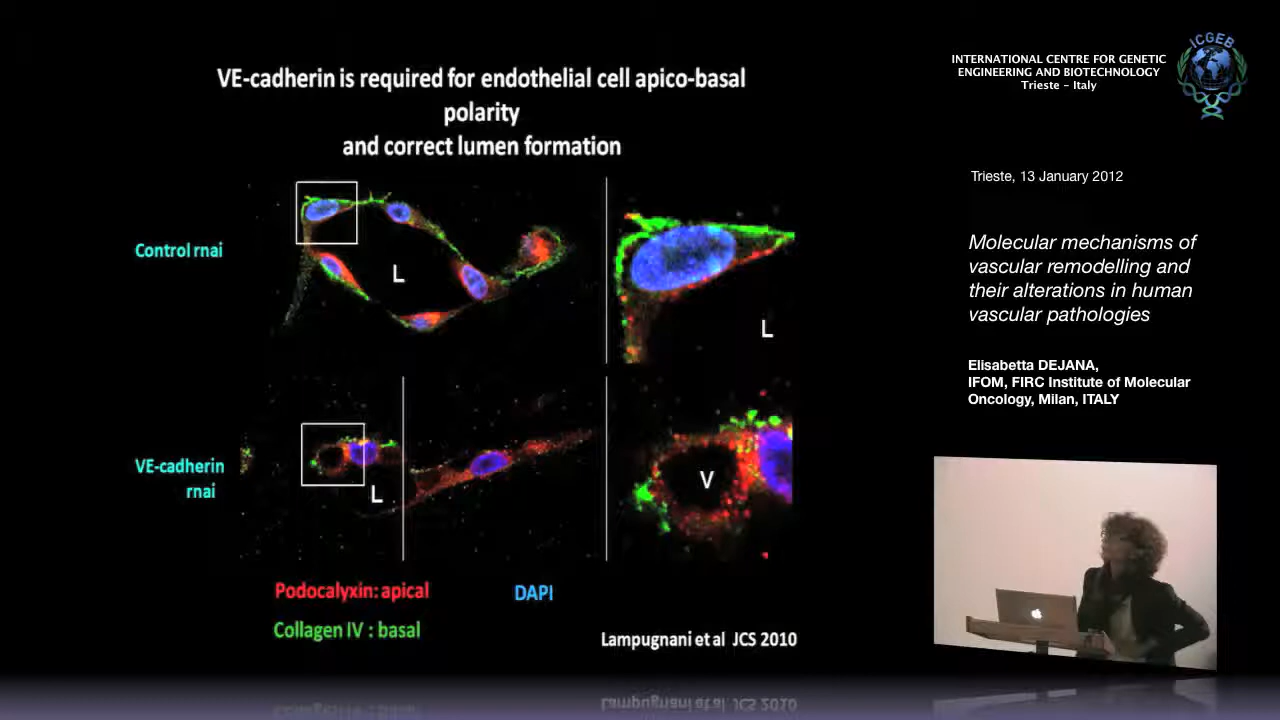 VE-cadherin is required for endothelial cell apico-basal
polarity
and correct lumen formation
Control rnai
L
L
VE-cadherin
rnai
L
V
Podocalyxin: apical
DAPI
Collagen IV : basal
Lampugnani et al JCS 2010
ICGEB
INTERNATIONAL CENTRE FOR GENETIC
ENGINEERING AND BIOTECHNOLOGY
Trieste - Italy
Trieste, 13 January 2012
Molecular mechanisms of
vascular remodelling and
their alterations in human
vascular pathologies
Elisabetta DEJANA,
IFOM, FIRC Institute of Molecular
Oncology, Milan, ITALY